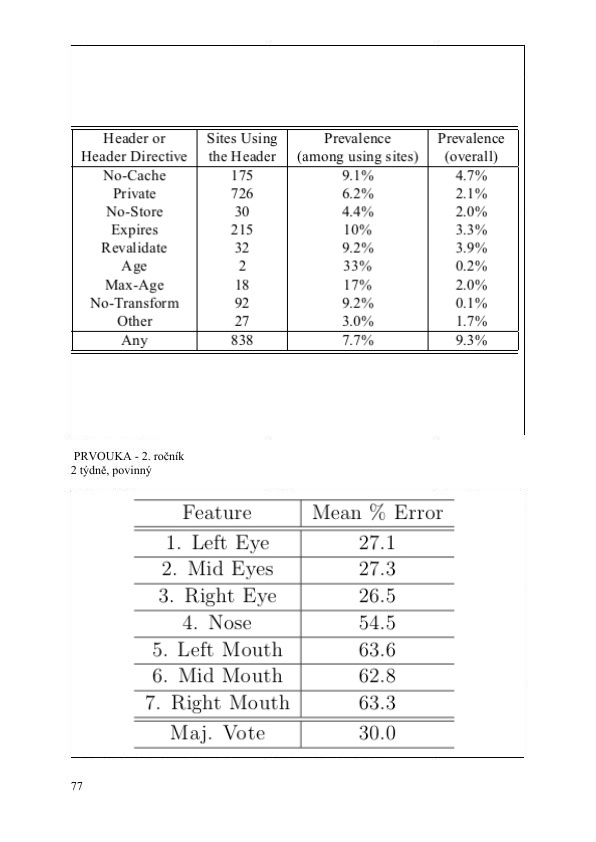 Header or Sites Using Prevalence Prevalence
Header Directive the Header (among using sites) (overall)
No-Cache 175 9.1% 4.7%
Private 726 6.2% 2.1%
No-Store 30 4.4% 2.0%
Expires 215 10% 3.3%
Revalidate 32 9.2% 3.9%
Age 2 33% 0.2%
Max-Age 18 17% 2.0%
No-Transform 92 9.2% 0.1%
Other 27 3.0% 1.7%
Any 838 7.7% 9.3%
PRVOUKA - 2. ročník
2 týdně, povinný
Feature Mean % Error
1. Left Eye 27.1
2. Mid Eyes 27.3
3. Right Eye 26.5
4. Nose 54.5
5. Left Mouth 63.6
6. Mid Mouth 62.8
7. Right Mouth 63.3
Maj. Vote 30.0
77